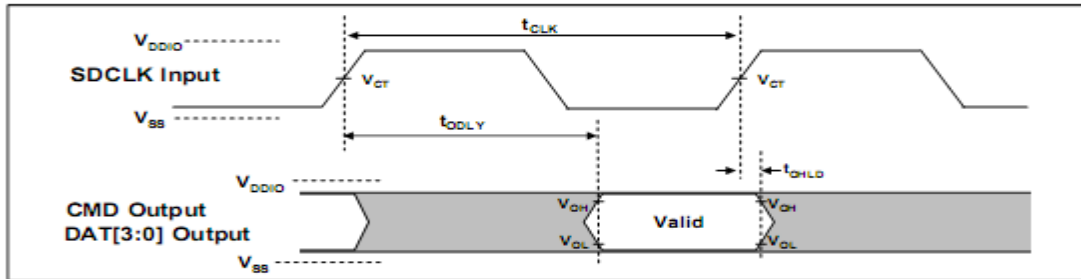 tCLK
VDDIO
SDCLK Input
VCT
VCT
VSS
tODLY
VDDIO
tOHLD
CMD Output
DAT[3:0] Output
VOH
VOH
Valid
VOL
VOL
VSS